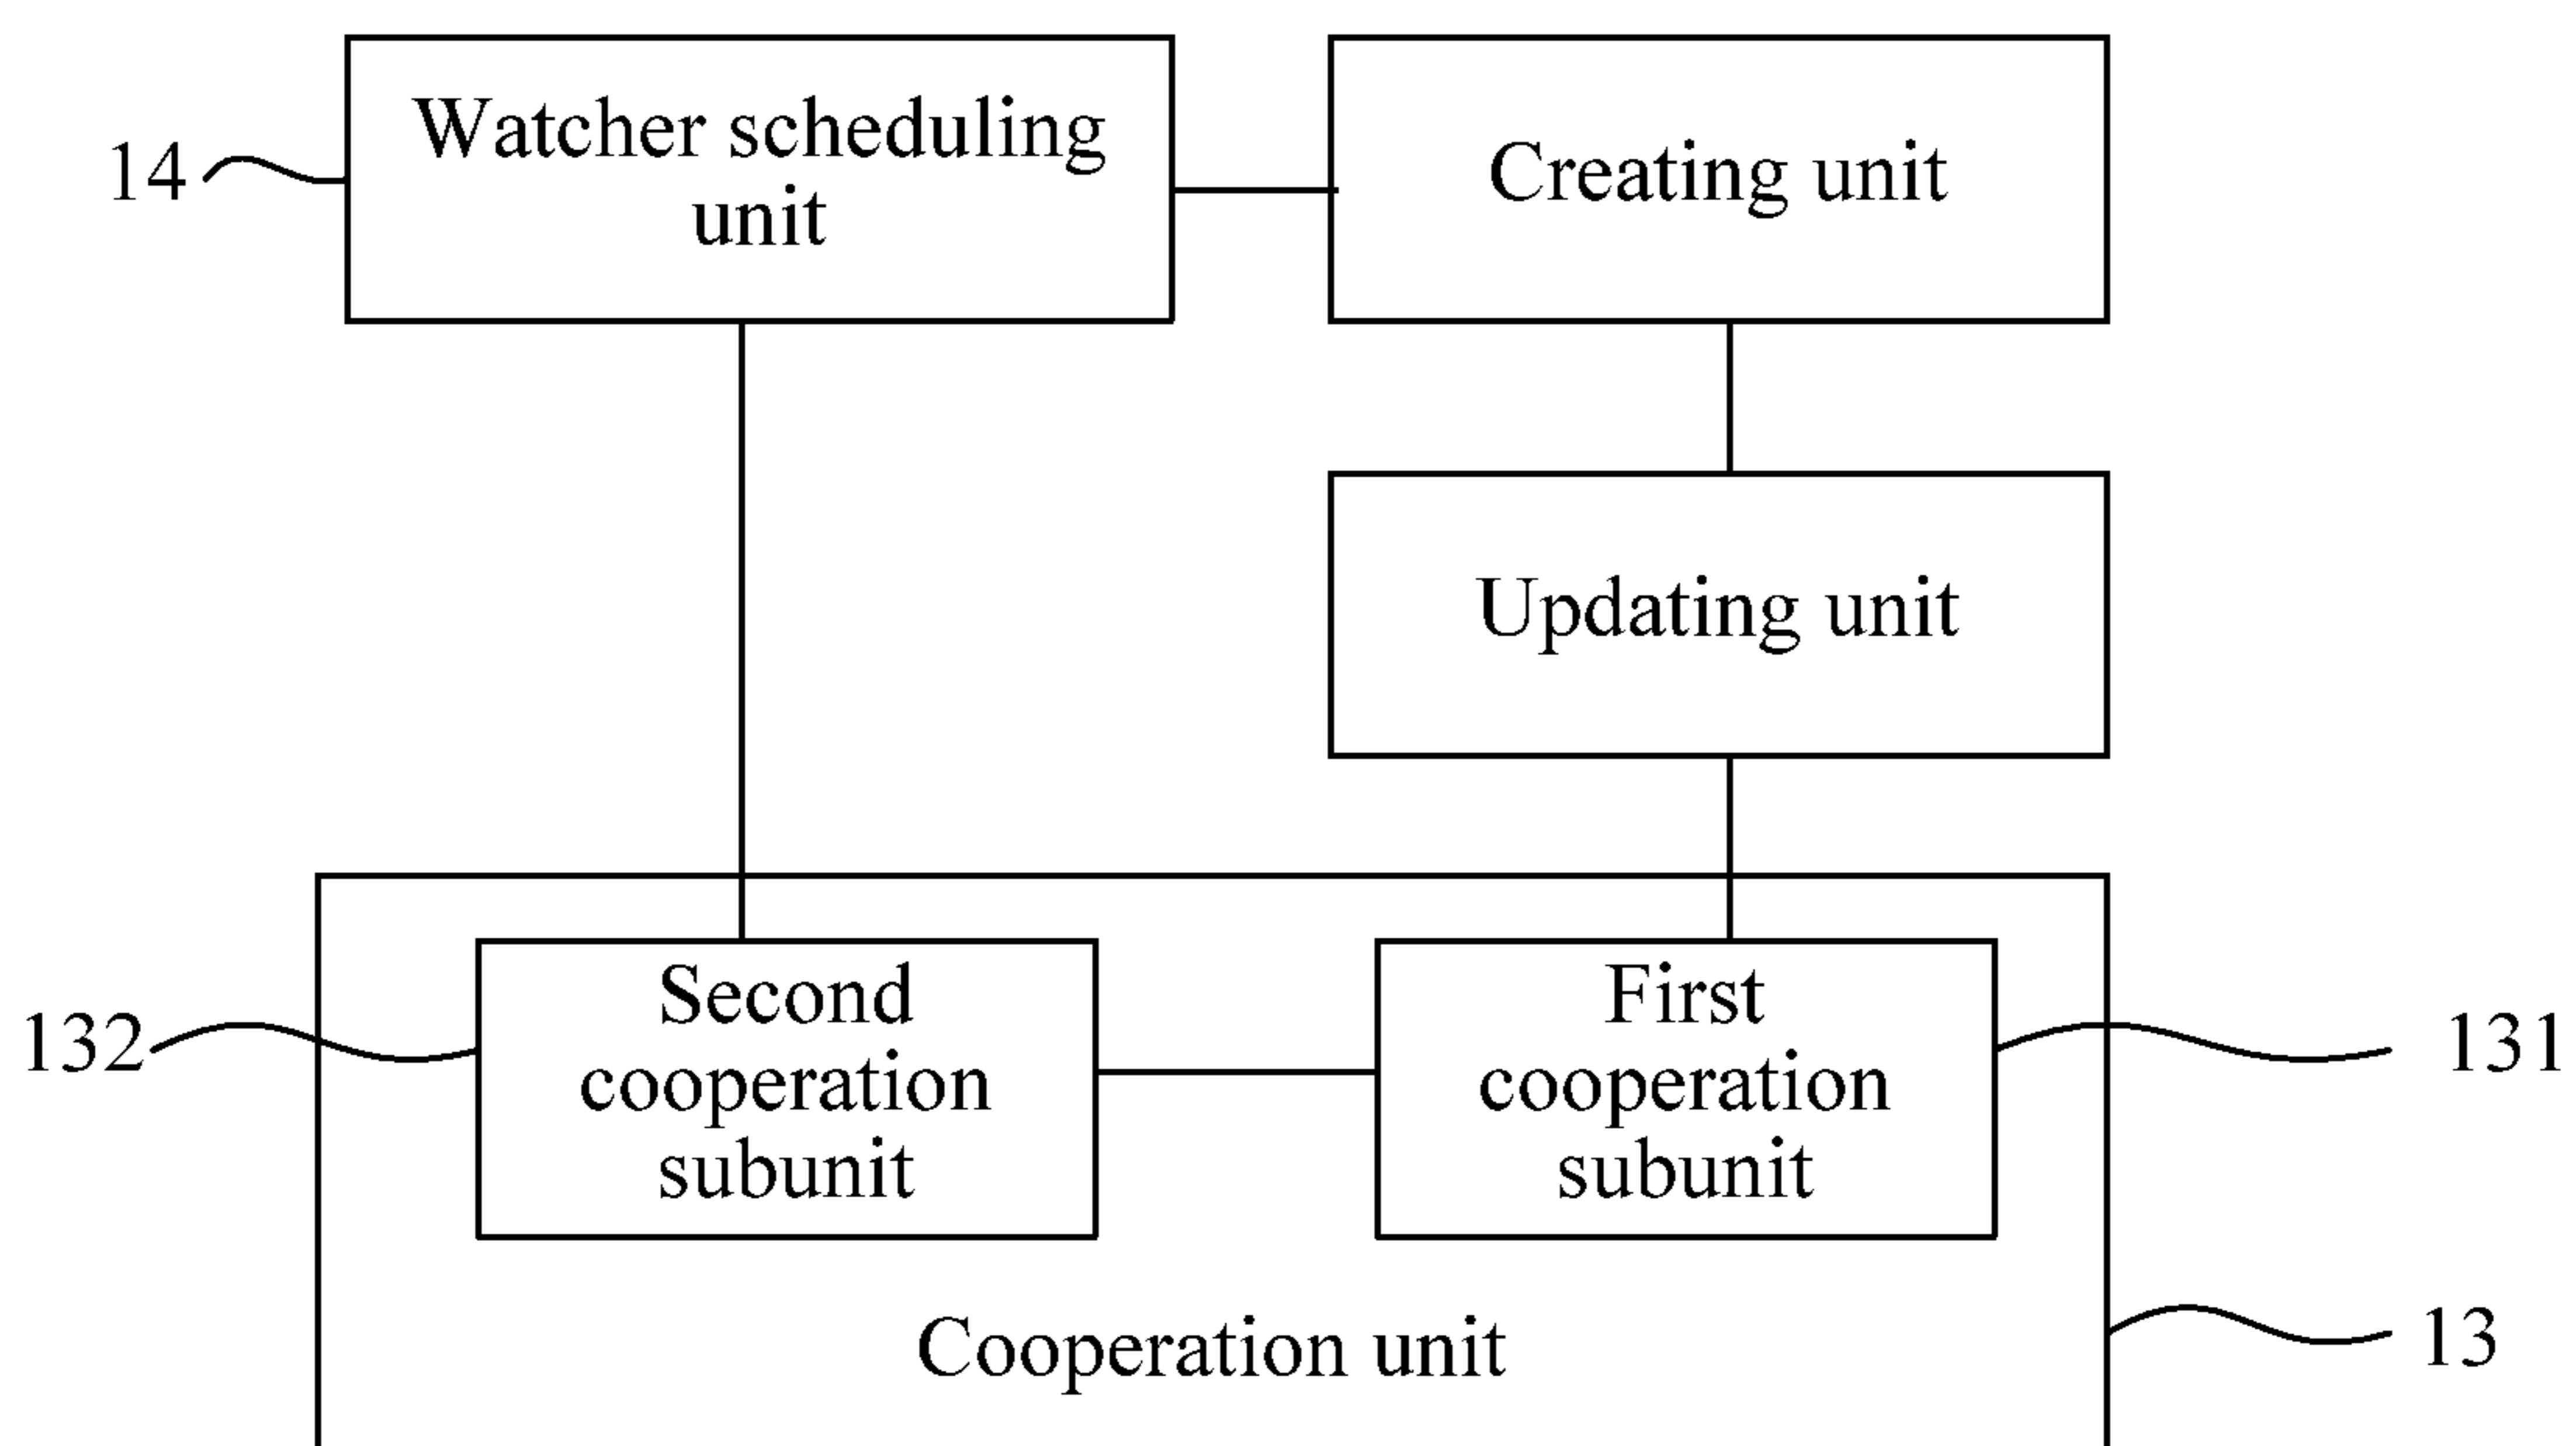 14
Watcher scheduling
unit
Creating unit
Updating unit
132
Second
cooperation
subunit
First
cooperation
subunit
131
Cooperation unit
13